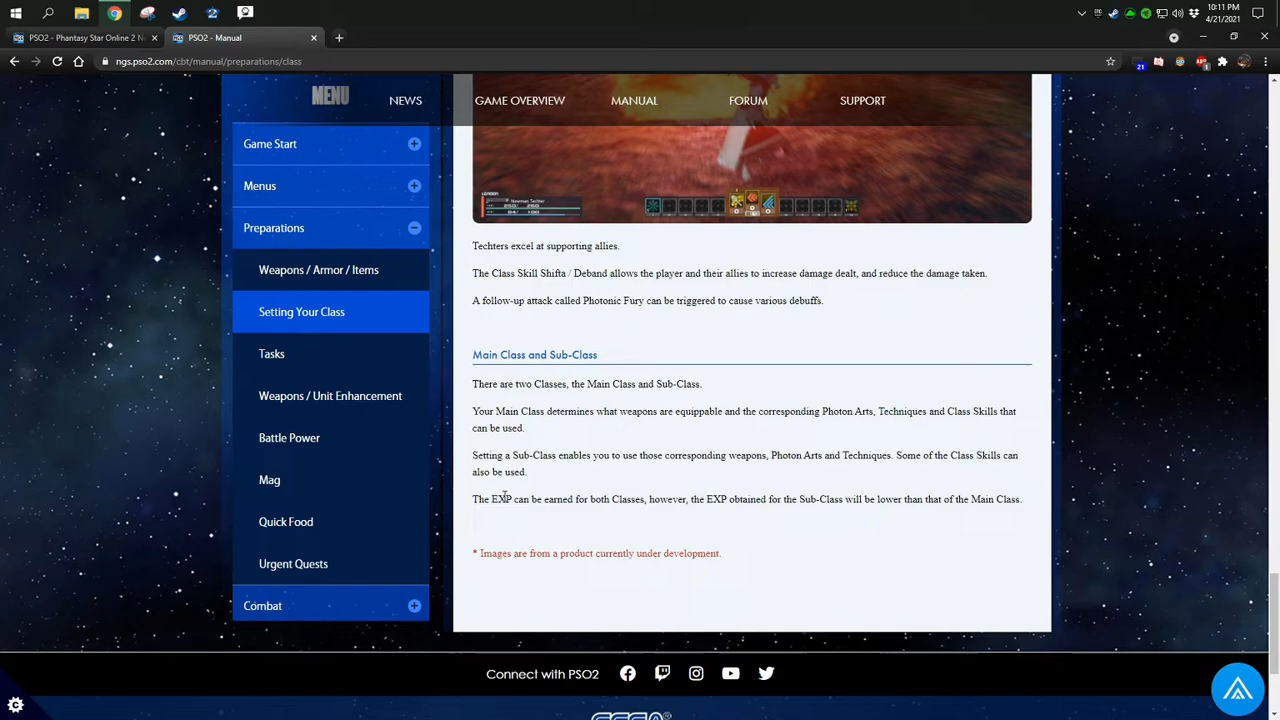 10:11 PM
4/21/2021
PSO2 - Phantasy Star Online 2 N
PSO2 - Manual
ngs.pso2.com/cbt/manual/preparations/class
21
1
MENU
NEWS
GAME OVERVIEW
MANUAL
FORUM
SUPPORT
Game Start
Menus
Preparations
Weapons / Armor / Items
Setting Your Class
Tasks
Weapons / Unit Enhancement
Battle Power
Mag
Quick Food
Urgent Quests
Combat
Newman Techter
Techters excel at supporting allies.
The Class Skill Shifta / Deband allows the player and their allies to increase damage dealt, and reduce the damage taken.
A follow-up attack called Photonic Fury can be triggered to cause various debuffs.
Main Class and Sub-Class
There are two Classes, the Main Class and Sub-Class.
Your Main Class determines what weapons are equippable and the corresponding Photon Arts, Techniques and Class Skills that
can be used.
Setting a Sub-Class enables you to use those corresponding weapons, Photon Arts and Techniques. Some of the Class Skills can
also be used.
The EXP can be earned for both Classes, however, the EXP obtained for the Sub-Class will be lower than that of the Main Class.
* Images are from a product currently under development.
Connect with PSO2
SEGA